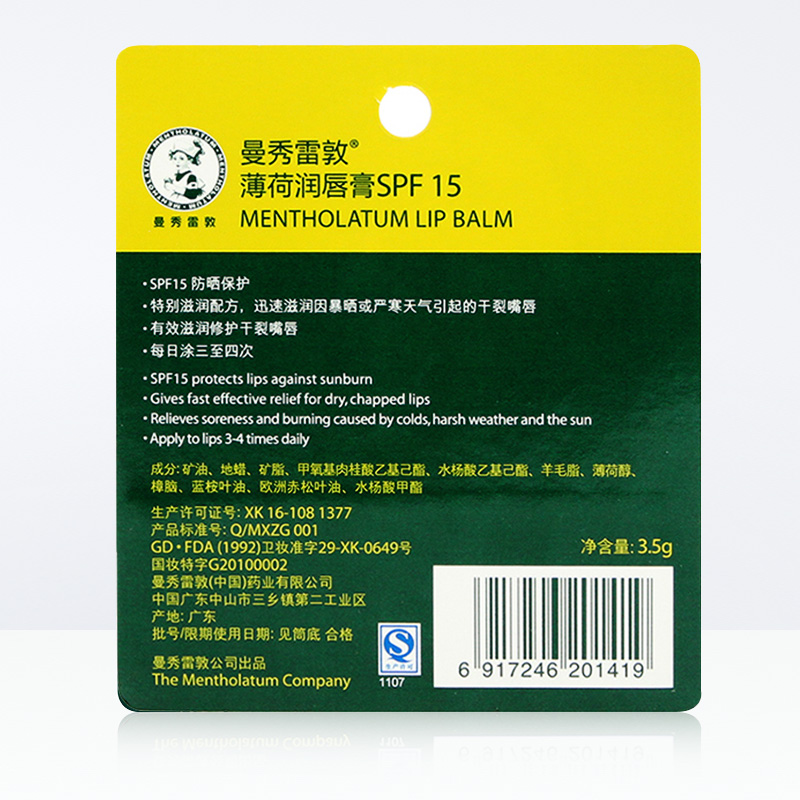 MENTHOLATUM · MENTHOLATUM · MENTHOLATUM
曼秀雷敦
曼秀雷敦®
薄荷润唇膏SPF 15
MENTHOLATUM LIP BALM
· SPF15 防晒保护
· 特别滋润配方，迅速滋润因暴晒或严寒天气引起的干裂嘴唇
· 有效滋润修护干裂嘴唇
· 每日涂三至四次
· SPF15 protects lips against sunburn
· Gives fast effective relief for dry, chapped lips
· Relieves soreness and burning caused by colds, harsh weather and the sun
· Apply to lips 3-4 times daily
成分: 矿油、地蜡、矿脂、甲氧基肉桂酸乙基己酯、水杨酸乙基己酯、羊毛脂、薄荷醇、
樟脑、蓝桉叶油、欧洲赤松叶油、水杨酸甲酯
生产许可证号: XK 16-108 1377
产品标准号: Q/MXZG 001
GD · FDA (1992)卫妆准字29-XK-0649号
国妆特字G20100002
曼秀雷敦(中国)药业有限公司
中国广东中山市三乡镇第二工业区
产地: 广东
批号/限期使用日期: 见筒底 合格
净含量: 3.5g
曼秀雷敦公司出品
The Mentholatum Company
生产许可
1107
6 917246 201419